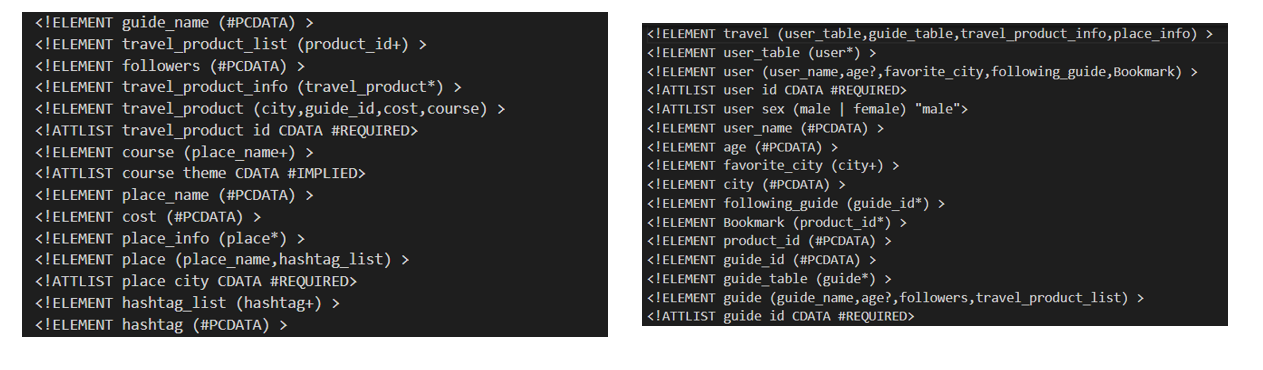 <!ELEMENT guide_name (#PCDATA) >
<!ELEMENT travel_product_list (product_id+) >
<!ELEMENT followers (#PCDATA) >
<!ELEMENT travel_product_info (travel_product*) >
<!ELEMENT travel_product (city,guide_id,cost,course) >
<!ATTLIST travel_product id CDATA #REQUIRED>
<!ELEMENT course (place_name+) >
<!ATTLIST course theme CDATA #IMPLIED>
<!ELEMENT place_name (#PCDATA) >
<!ELEMENT cost (#PCDATA) >
<!ELEMENT place_info (place*) >
<!ELEMENT place (place_name,hashtag_list) >
<!ATTLIST place city CDATA #REQUIRED>
<!ELEMENT hashtag_list (hashtag+) >
<!ELEMENT hashtag (#PCDATA) >
<!ELEMENT travel (user_table,guide_table,travel_product_info,place_info) >
<!ELEMENT user_table (user*) >
<!ELEMENT user (user_name,age?,favorite_city,following_guide,Bookmark) >
<!ATTLIST user id CDATA #REQUIRED>
<!ATTLIST user sex (male | female) "male">
<!ELEMENT user_name (#PCDATA) >
<!ELEMENT age (#PCDATA) >
<!ELEMENT favorite_city (city+) >
<!ELEMENT city (#PCDATA) >
<!ELEMENT following_guide (guide_id*) >
<!ELEMENT Bookmark (product_id*) >
<!ELEMENT product_id (#PCDATA) >
<!ELEMENT guide_id (#PCDATA) >
<!ELEMENT guide_table (guide*) >
<!ELEMENT guide (guide_name,age?,followers,travel_product_list) >
<!ATTLIST guide id CDATA #REQUIRED>